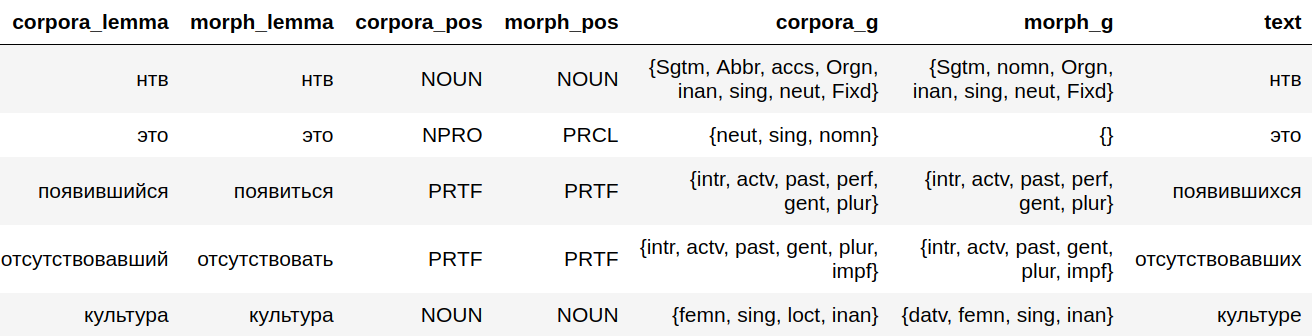 corpora_lemma morph_lemma corpora_pos morph_pos corpora_g morph_g text
нтв нтв NOUN NOUN {Sgtm, Abbr, accs, Orgn, inan, sing, neut, Fixd} {Sgtm, nomn, Orgn, inan, sing, neut, Fixd} нтв
это это NPRO PRCL {neut, sing, nomn} {} это
появившийся появиться PRTF PRTF {intr, actv, past, perf, gent, plur} {intr, actv, past, perf, gent, plur} появившихся
отсутствовавший отсутствовать PRTF PRTF {intr, actv, past, gent, plur, impf} {intr, actv, past, gent, plur, impf} отсутствовавших
культура культура NOUN NOUN {femn, sing, loct, inan} {datv, femn, sing, inan} культуре